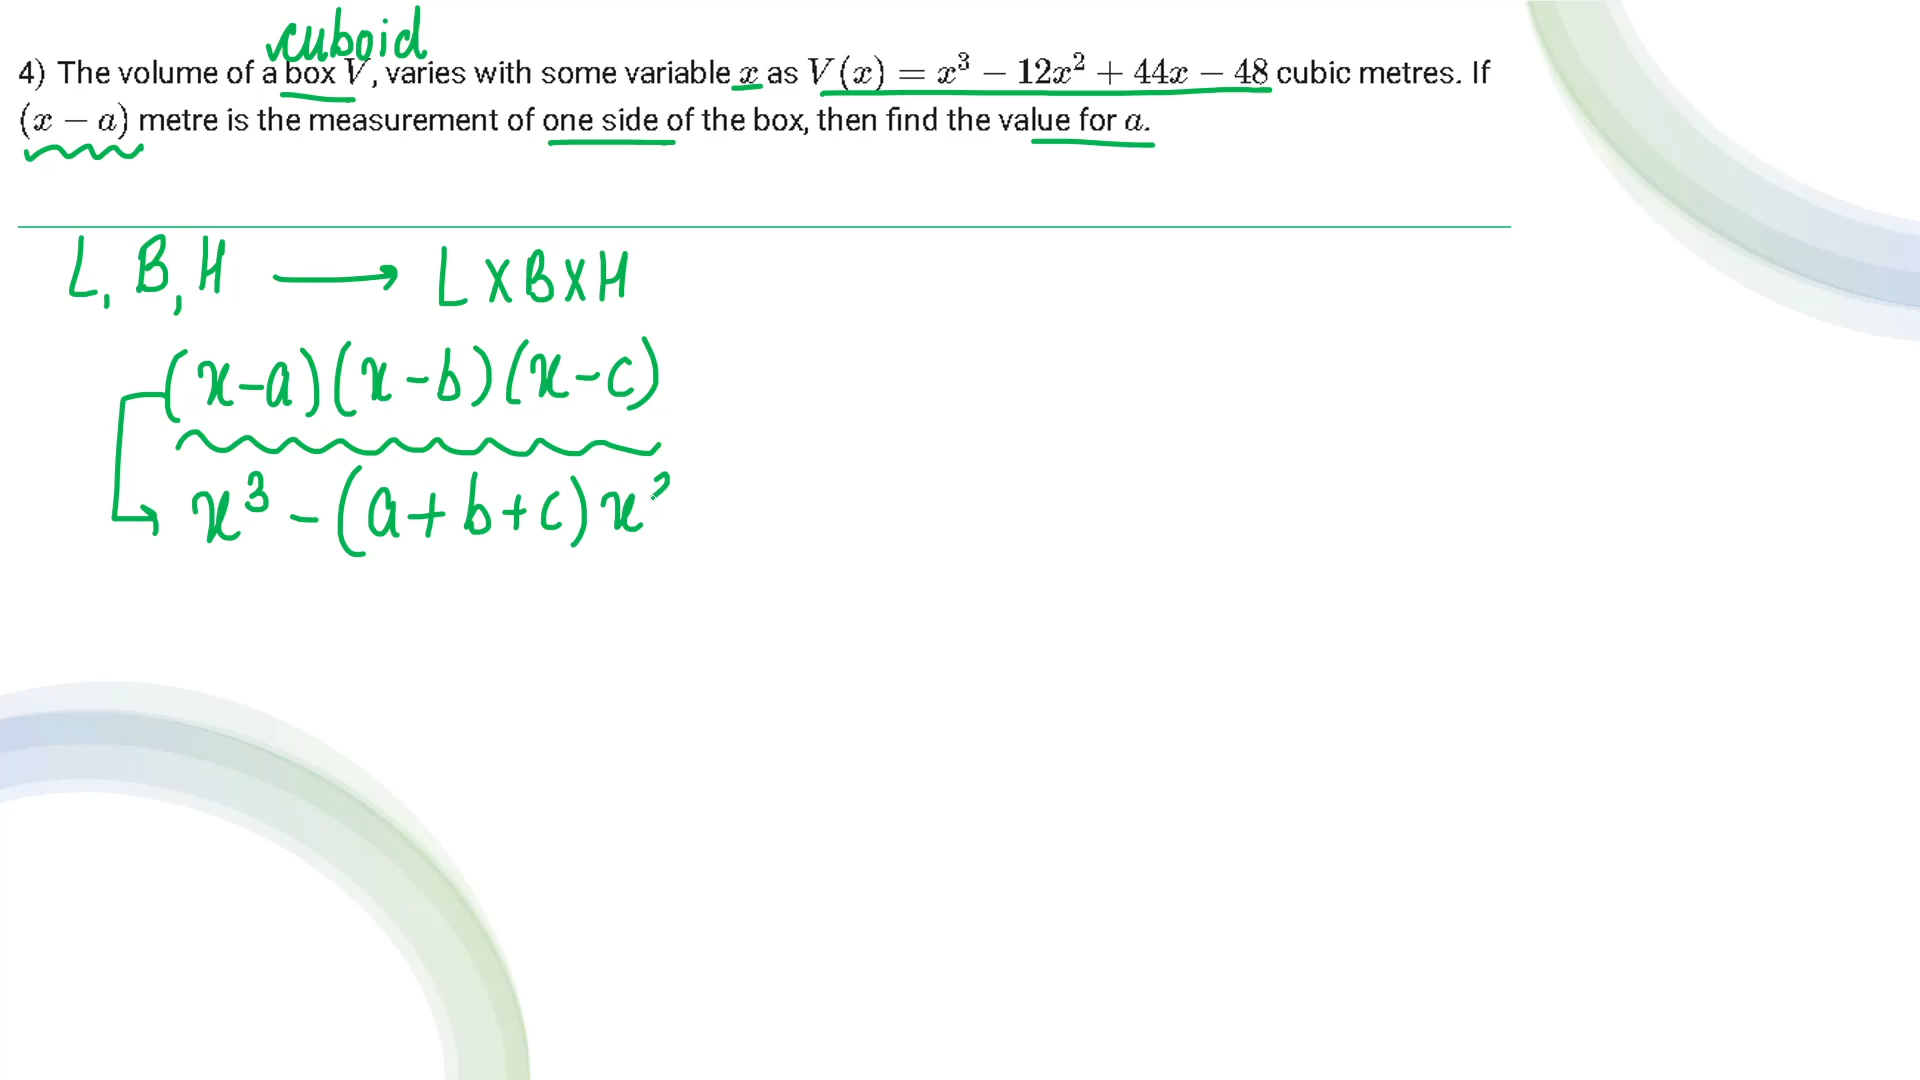 cuboid
4) The volume of a box V, varies with some variable x as V(x) = x³ − 12x² + 44x − 48 cubic metres. If
(x − a) metre is the measurement of one side of the box, then find the value for a.
L, B, H ⟶ L X B X H
(x-a)(x-b)(x-c)
x³ - (a+b+c)x²